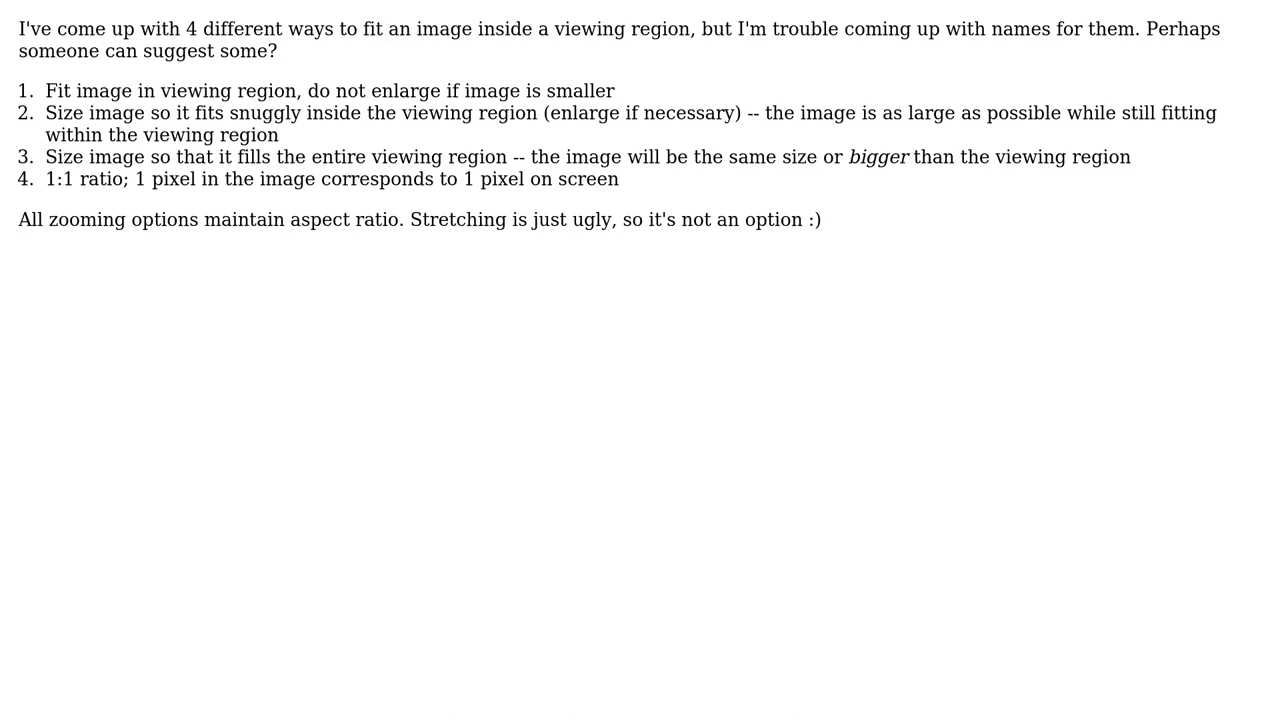 I've come up with 4 different ways to fit an image inside a viewing region, but I'm trouble coming up with names for them. Perhaps
someone can suggest some?
1. Fit image in viewing region, do not enlarge if image is smaller
2. Size image so it fits snuggly inside the viewing region (enlarge if necessary) -- the image is as large as possible while still fitting
within the viewing region
3. Size image so that it fills the entire viewing region -- the image will be the same size or bigger than the viewing region
4. 1:1 ratio; 1 pixel in the image corresponds to 1 pixel on screen
All zooming options maintain aspect ratio. Stretching is just ugly, so it's not an option :)